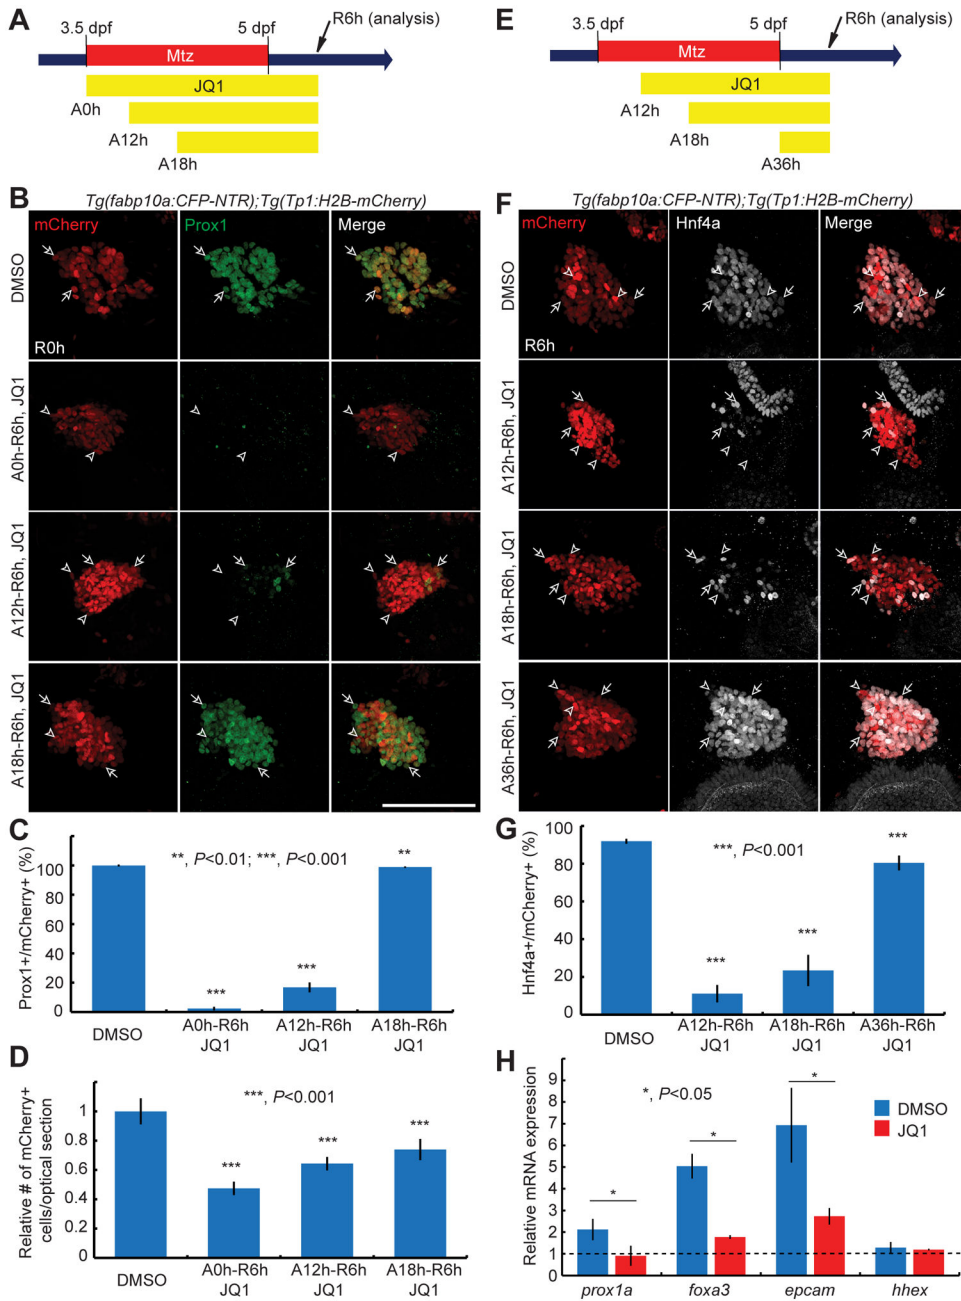 A
3.5 dpf
5 dpf
R6h (analysis)
Mtz
JQ1
A0h
A12h
A18h
B
Tg(fabp10a:CFP-NTR);Tg(Tp1:H2B-mCherry)
mCherry
Prox1
Merge
DMSO
R0h
A0h-R6h, JQ1
A12h-R6h, JQ1
A18h-R6h, JQ1
C
Prox1+/mCherry+ (%)
**, P<0.01; ***, P<0.001
100
80
60
40
20
0
***
***
**
DMSO
A0h-R6h JQ1
A12h-R6h JQ1
A18h-R6h JQ1
D
Relative # of mCherry+
cells/optical section
***, P<0.001
1
0.8
0.6
0.4
0.2
0
***
***
***
DMSO
A0h-R6h JQ1
A12h-R6h JQ1
A18h-R6h JQ1
E
3.5 dpf
5 dpf
R6h (analysis)
Mtz
JQ1
A12h
A18h
A36h
F
Tg(fabp10a:CFP-NTR);Tg(Tp1:H2B-mCherry)
mCherry
Hnf4a
Merge
DMSO
R6h
A12h-R6h, JQ1
A18h-R6h, JQ1
A36h-R6h, JQ1
G
Hnf4a+/mCherry+ (%)
***, P<0.001
100
80
60
40
20
0
***
***
***
DMSO
A12h-R6h JQ1
A18h-R6h JQ1
A36h-R6h JQ1
H
Relative mRNA expression
*, P<0.05
9
8
7
6
5
4
3
2
1
0
*
*
*
DMSO
JQ1
prox1a
foxa3
epcam
hhex